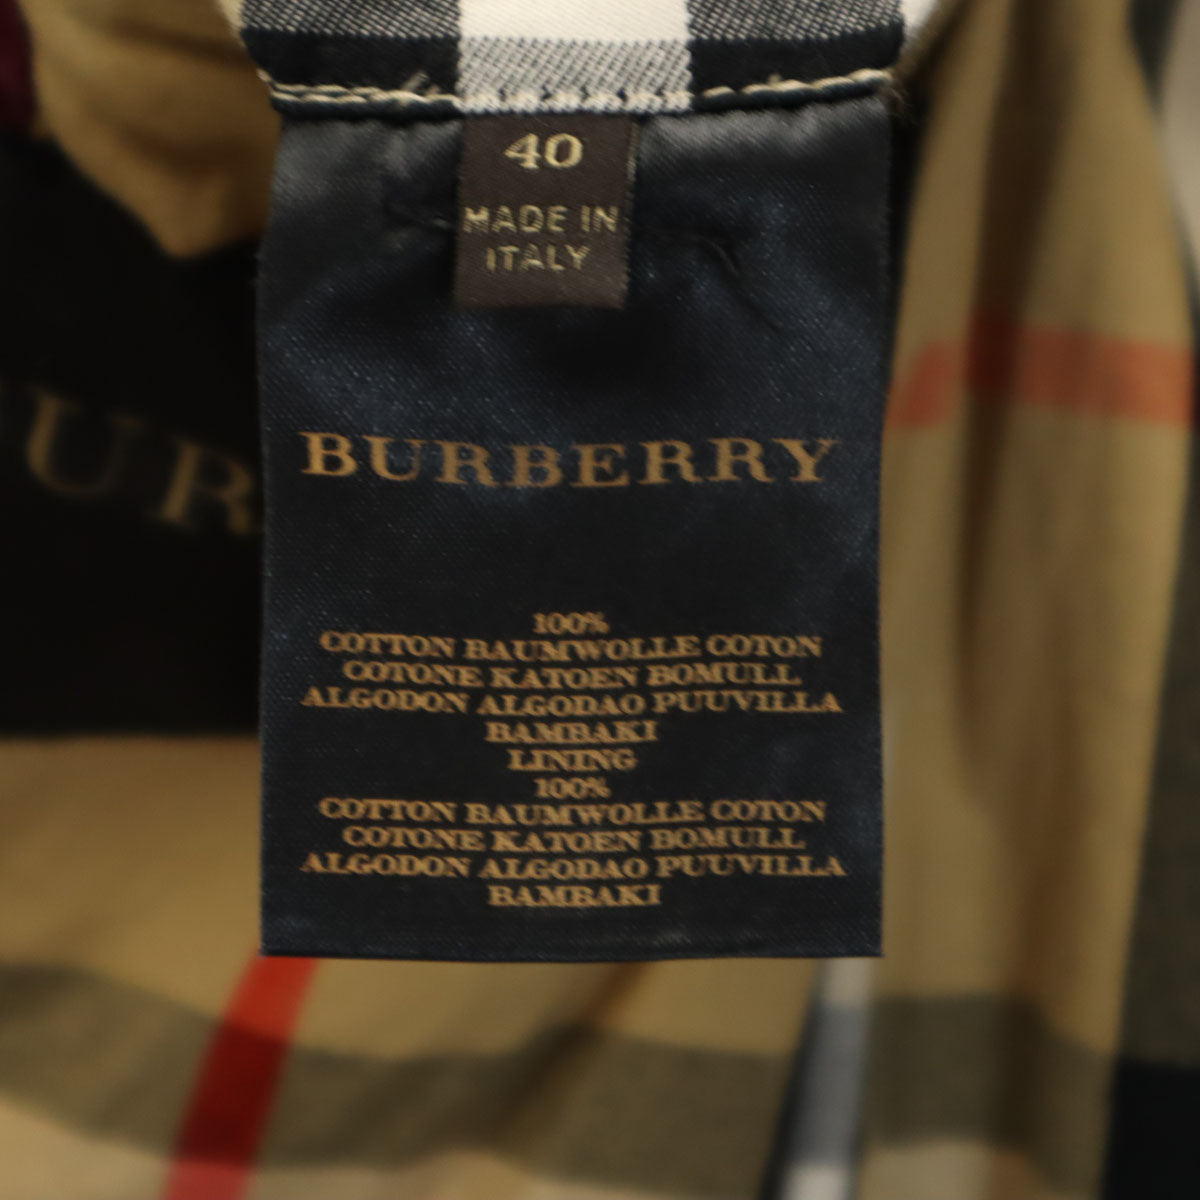 40
MADE IN
ITALY
BURBERRY
UR
100%
COTTON BAUMWOLLE COTON
COTONE KATOEN BOMULL
ALGODON ALGODAO PUUVILLA
BAMBAKI
LINING
100%
COTTON BAUMWOLLE COTON
COTONE KATOEN BOMULL
ALGODON ALGODAO PUUVILLA
BAMBAKI